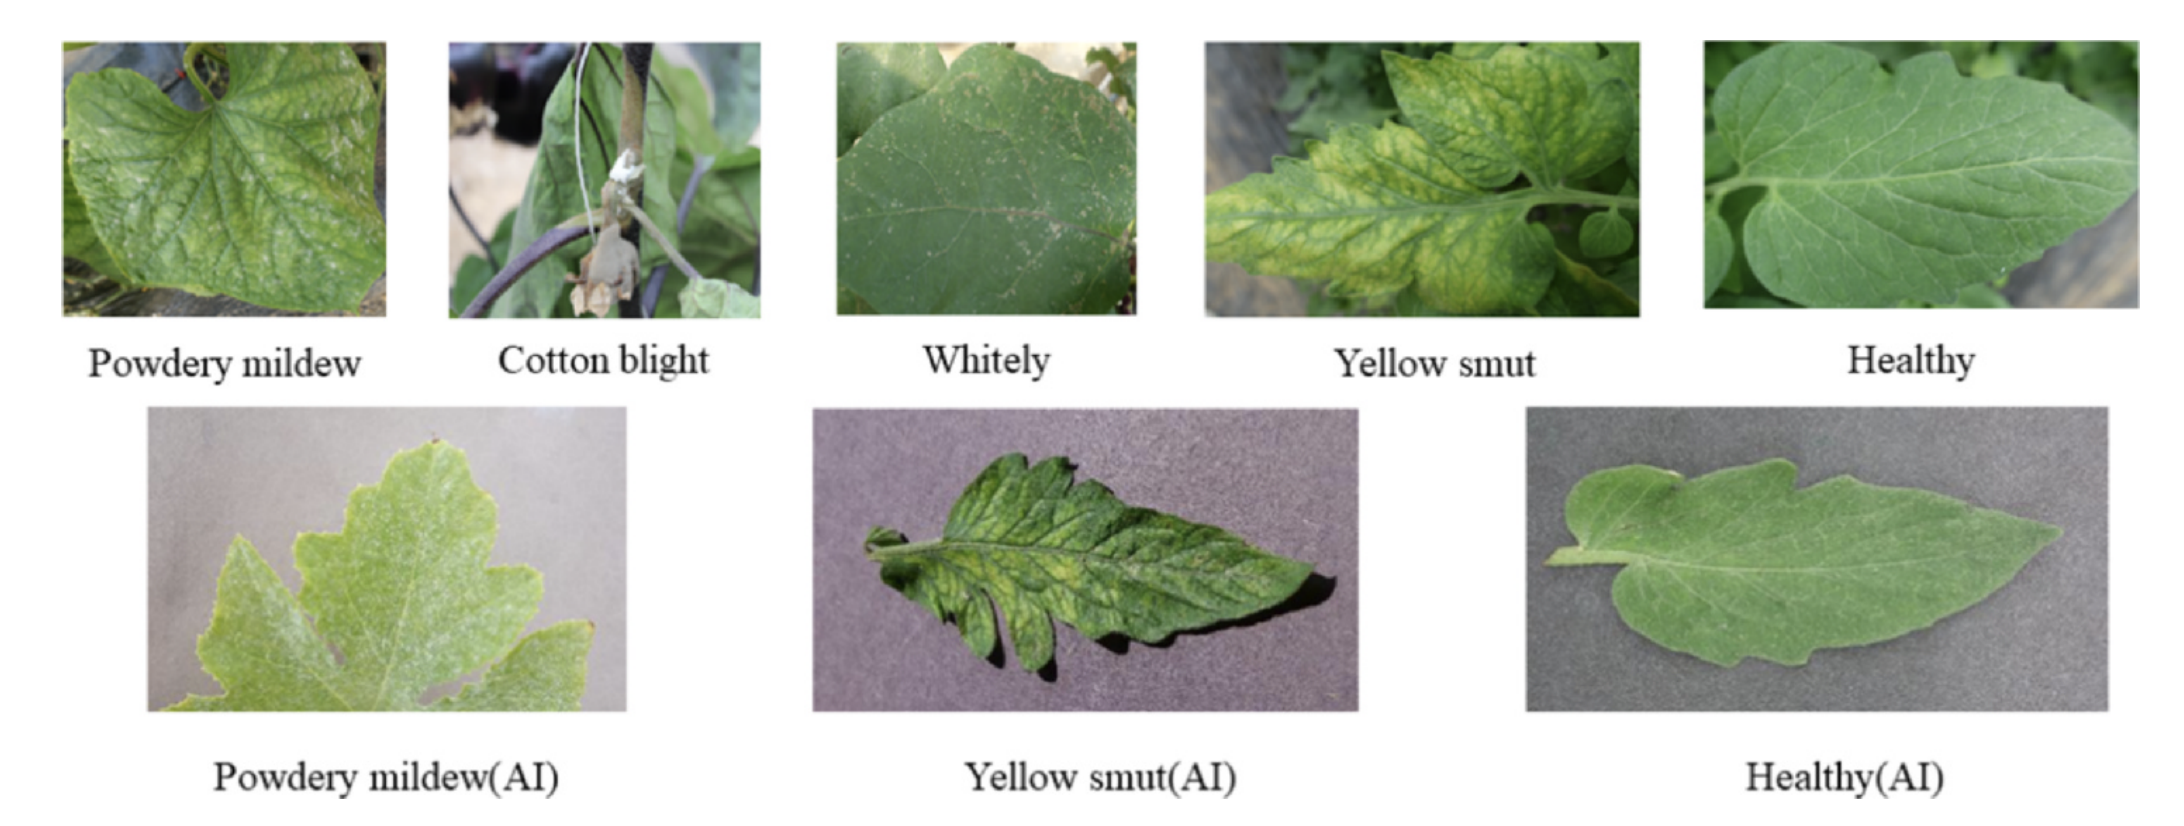 Powdery mildew
Cotton blight
Whitely
Yellow smut
Healthy
Powdery mildew(AI)
Yellow smut(AI)
Healthy(AI)